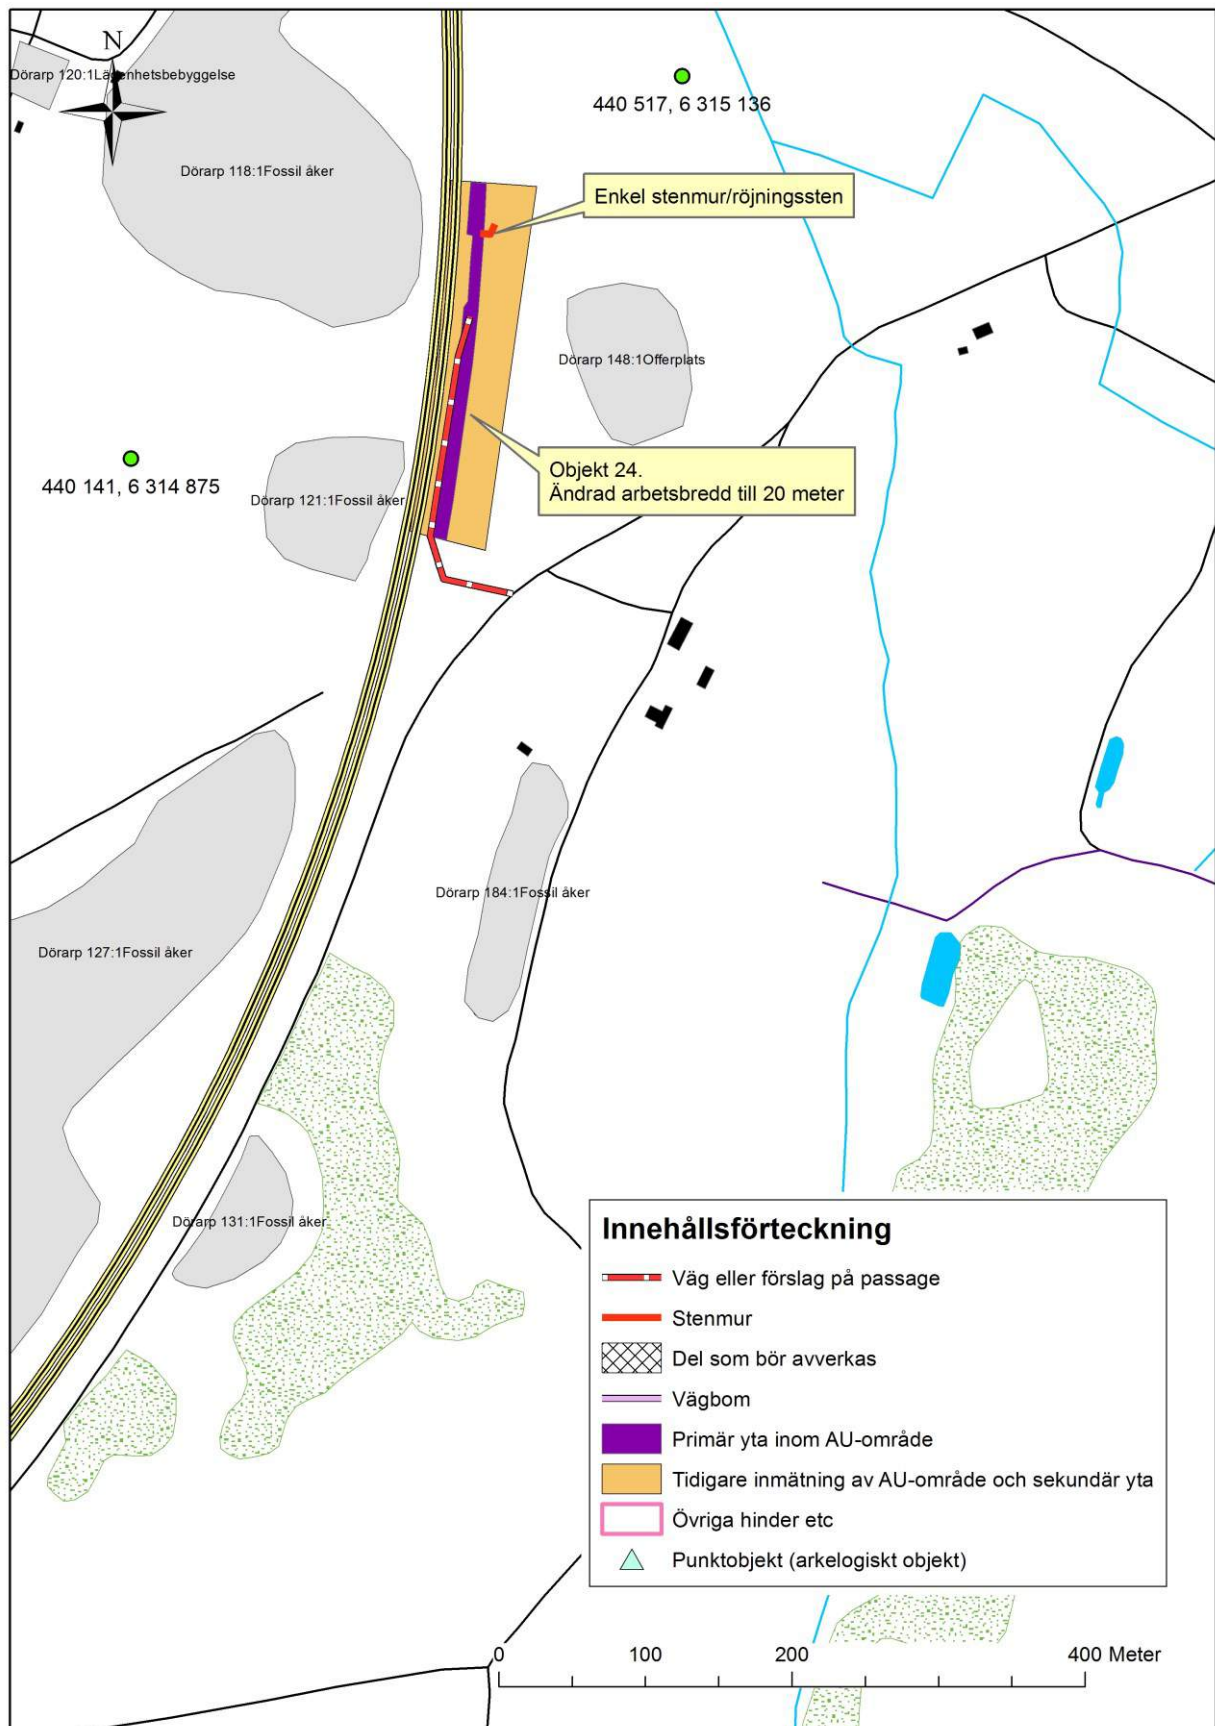 N
Dörarp 120:1Lägenhetsbebyggelse
440 517, 6 315 136
Dörarp 118:1Fossil åker
Enkel stenmur/röjningssten
Dörarp 148:1Offerplats
440 141, 6 314 875
Dörarp 121:1Fossil åker
Objekt 24.
Ändrad arbetsbredd till 20 meter
Dörarp 184:1Fossil åker
Dörarp 127:1Fossil åker
Dörarp 131:1Fossil åker
Innehållsförteckning
Väg eller förslag på passage
Stenmur
Del som bör avverkas
Vägbom
Primär yta inom AU-område
Tidigare inmätning av AU-område och sekundär yta
Övriga hinder etc
Punktobjekt (arkelogiskt objekt)
0 100 200 400 Meter